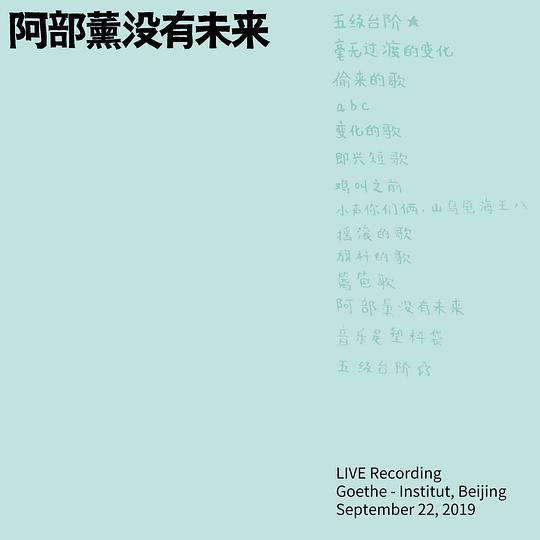 阿部薰没有未来
五级台阶★
毫无过渡的变化
偷来的歌
abc
变化的歌
即兴短歌
鸡叫之前
小声你们俩,山乌龟海王八
摇滚的歌
旗杆的歌
篱笆歌
阿部薰没有未来
音乐是塑料袋
五级台阶☆
LIVE Recording
Goethe - Institut, Beijing
September 22, 2019